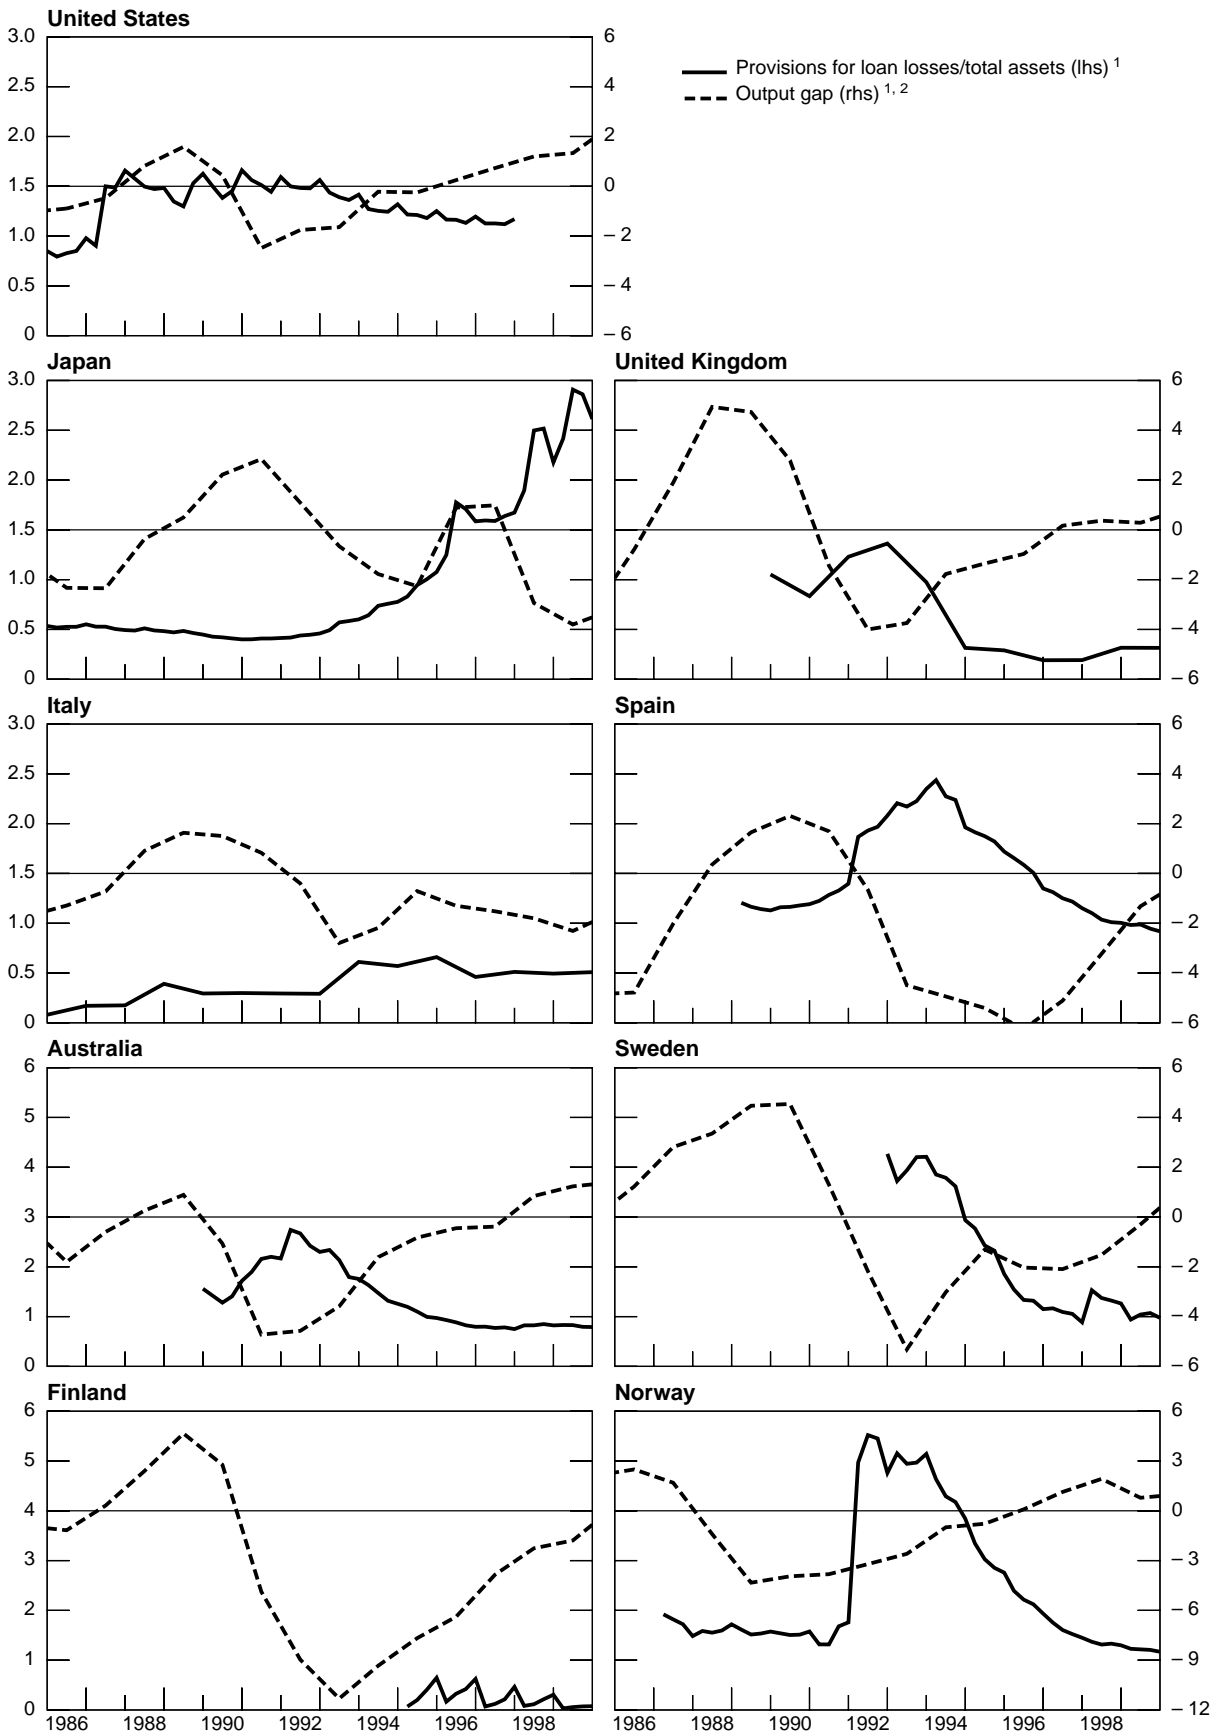 United States
3.0 6
2.5 4
2.0 2
1.5 0
1.0 – 2
0.5 – 4
0 – 6
Provisions for loan losses/total assets (lhs) 1
Output gap (rhs) 1, 2
Japan United Kingdom
3.0 6
2.5 4
2.0 2
1.5 0
1.0 – 2
0.5 – 4
0 – 6
Italy Spain
3.0 6
2.5 4
2.0 2
1.5 0
1.0 – 2
0.5 – 4
0 – 6
Australia Sweden
6 6
5 4
4 2
3 0
2 – 2
1 – 4
0 – 6
Finland Norway
6 6
5 3
4 0
3 – 3
2 – 6
1 – 9
0 – 12
1986 1988 1990 1992 1994 1996 1998 1986 1988 1990 1992 1994 1996 1998